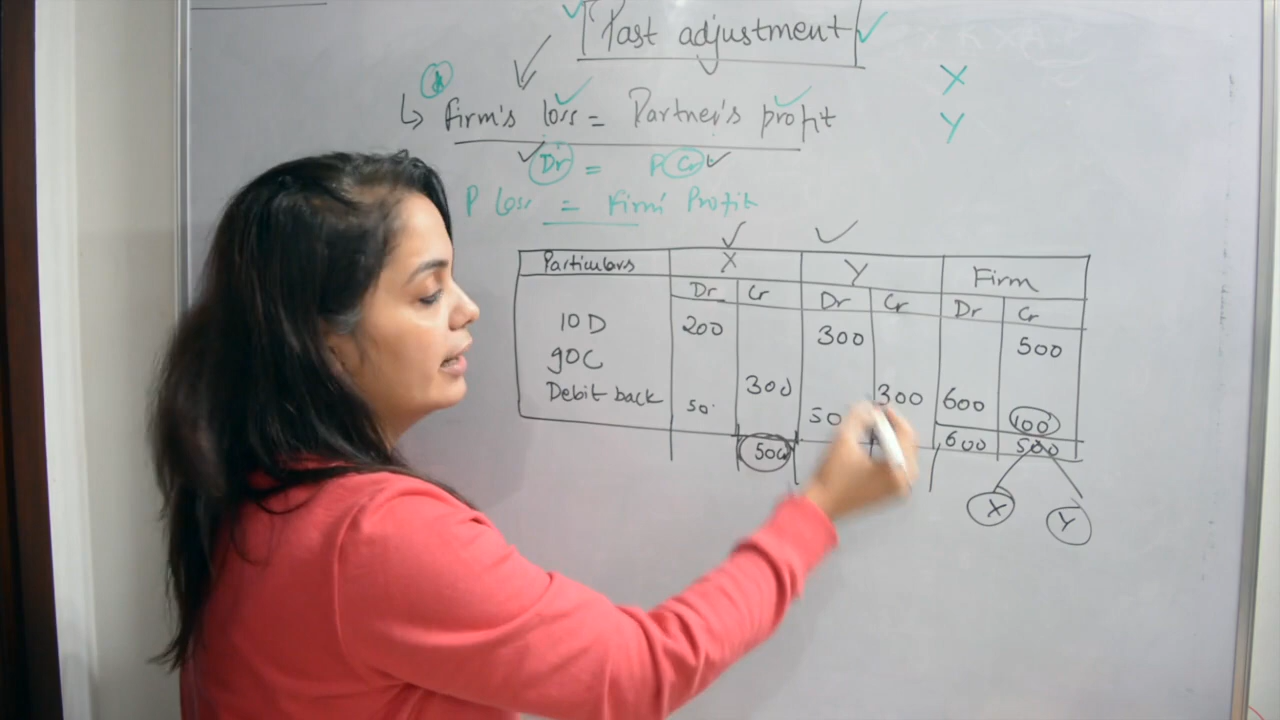 Past adjustment
X
firm's loss = Partner's profit
Y
Dr = P Cr
P Loss = firm Profit
Particulars X Y Firm
Dr Cr Dr Cr Dr Cr
IOD 200 300 500
IOC 300 300 600
Debit back 50 50 100
500 600 500
X Y